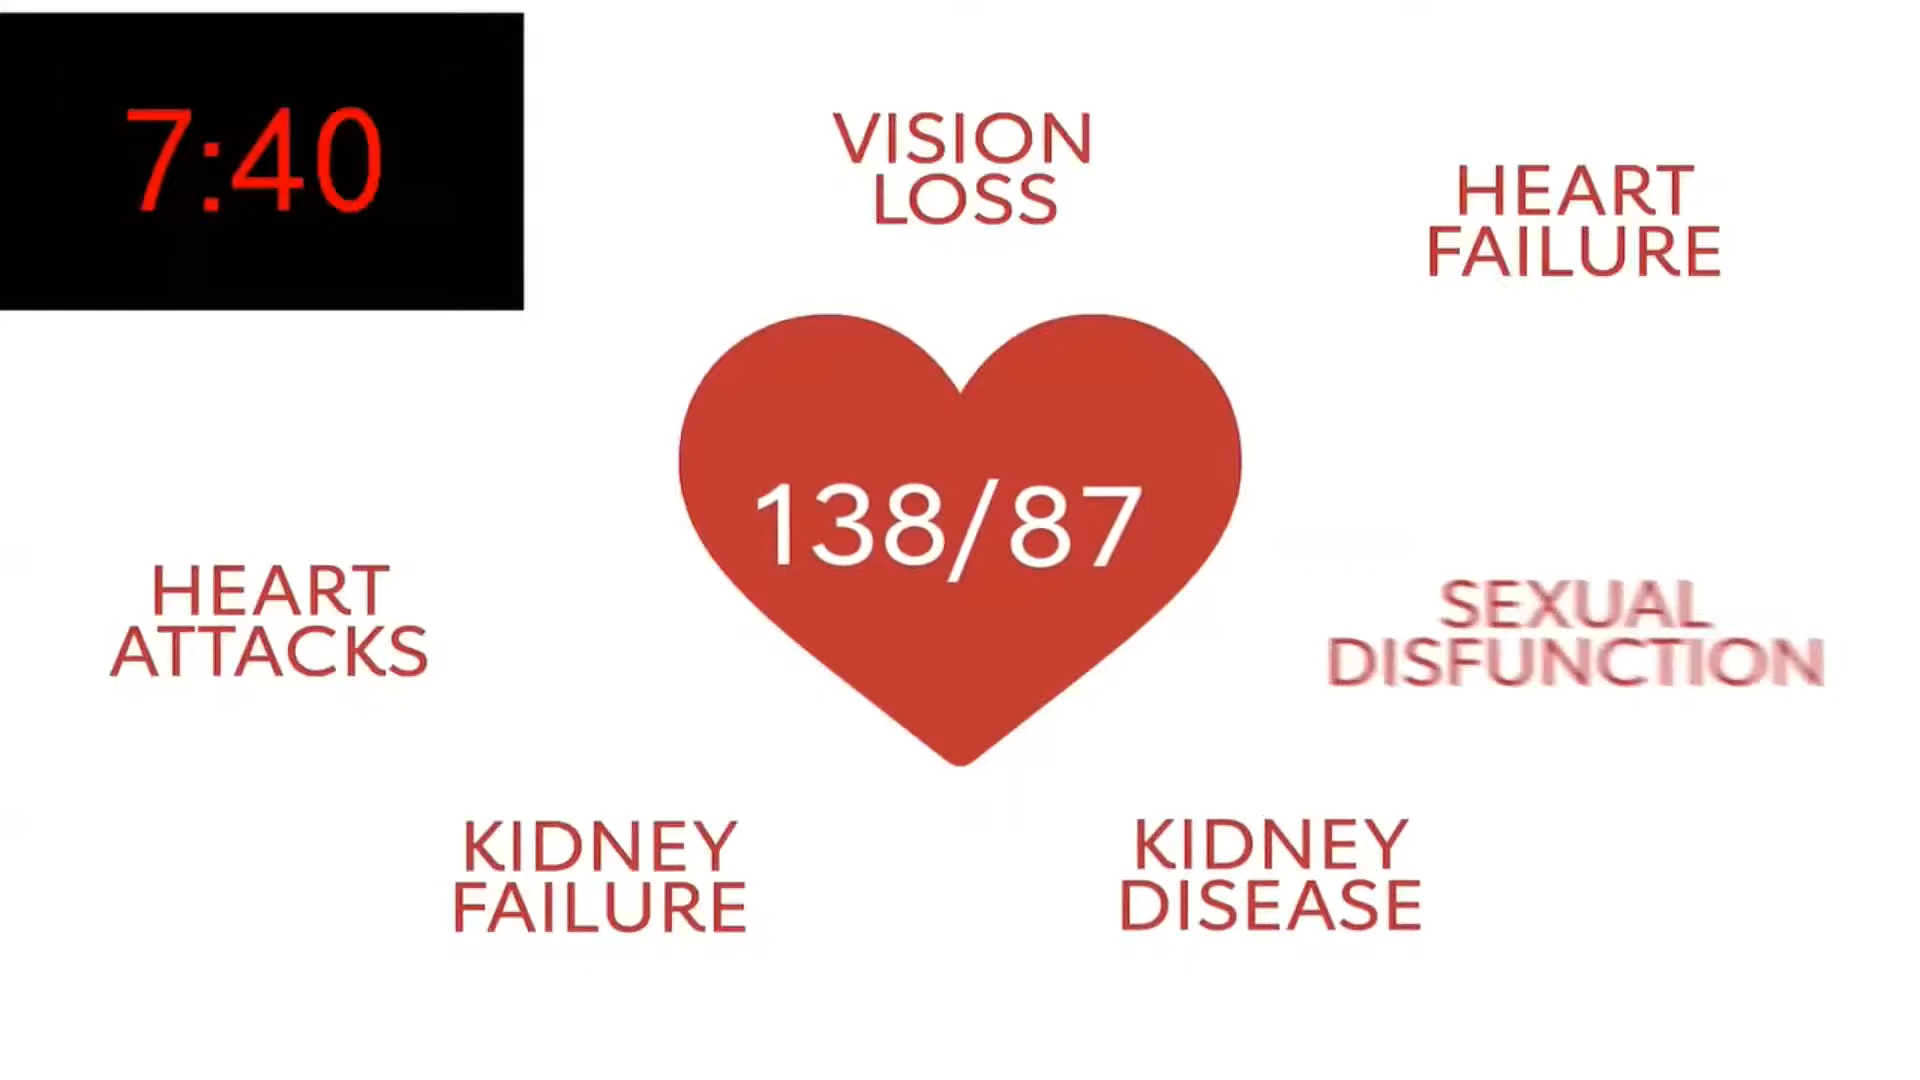 7:40
VISION
LOSS
HEART
FAILURE
138/87
HEART
ATTACKS
SEXUAL
DISFUNCTION
KIDNEY
FAILURE
KIDNEY
DISEASE